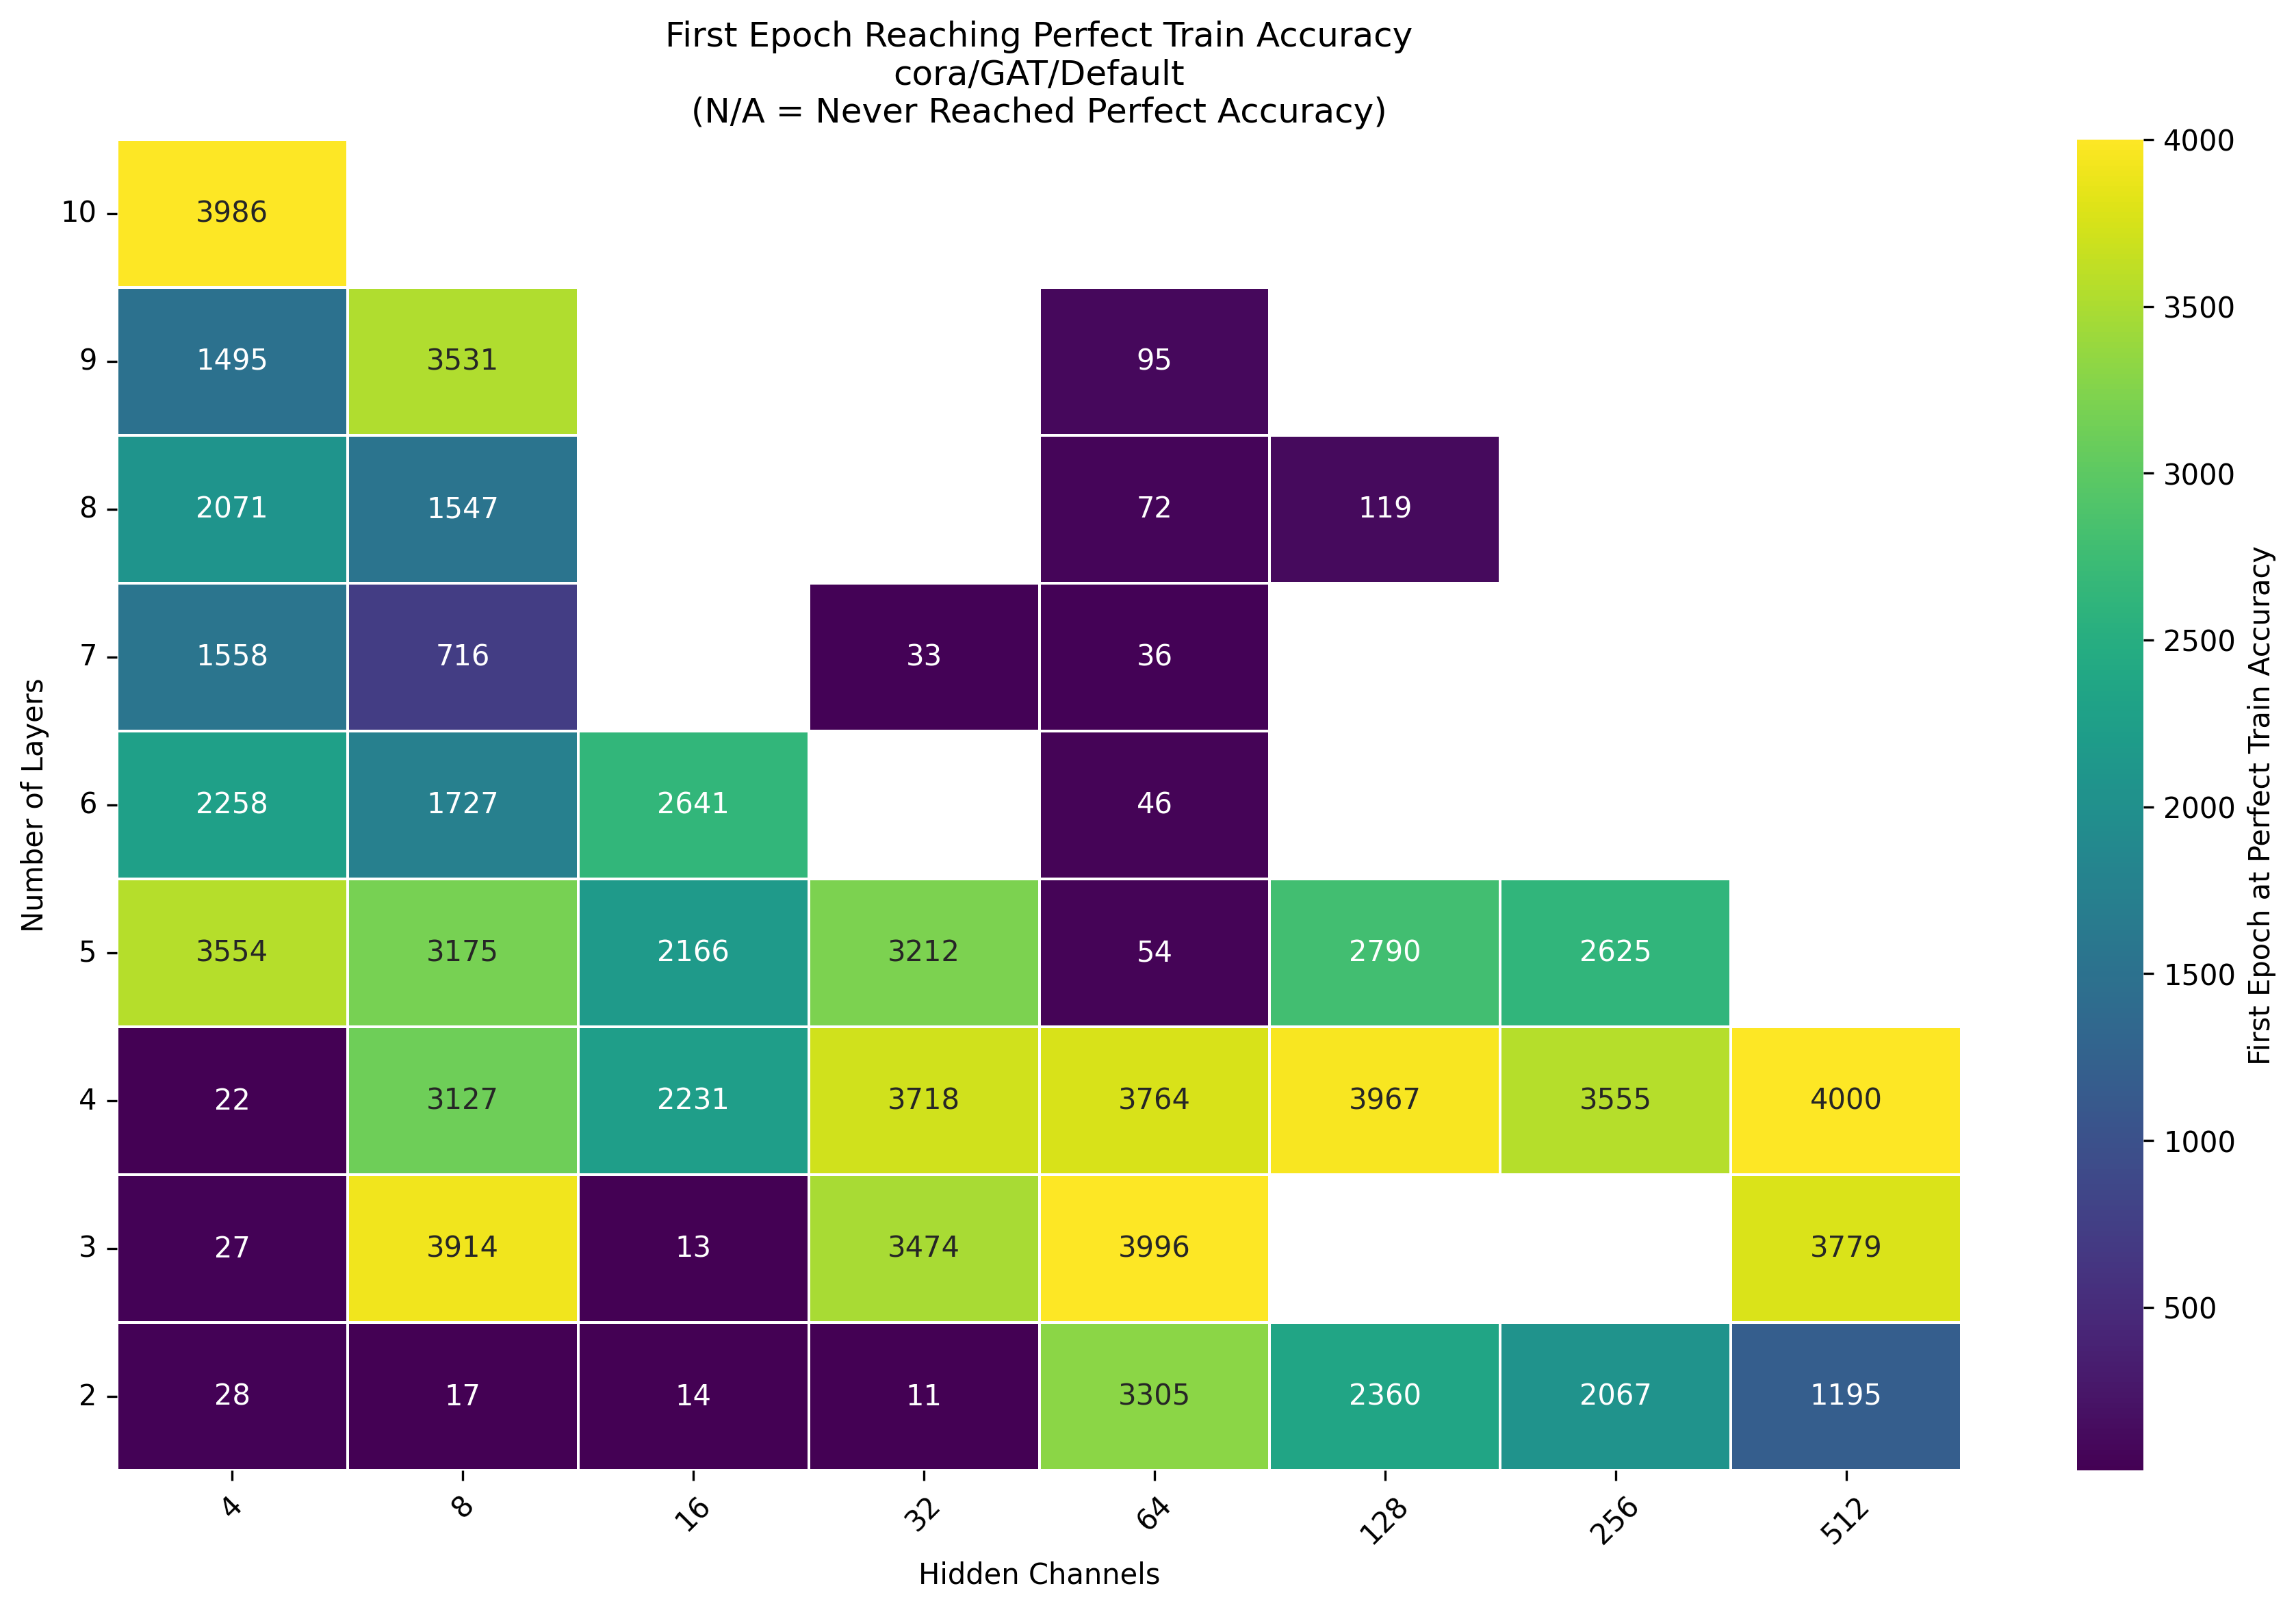 First Epoch Reaching Perfect Train Accuracy
cora/GAT/Default
(N/A = Never Reached Perfect Accuracy)
Number of Layers
10 3986
9 1495 3531 95
8 2071 1547 72 119
7 1558 716 33 36
6 2258 1727 2641 46
5 3554 3175 2166 3212 54 2790 2625
4 22 3127 2231 3718 3764 3967 3555 4000
3 27 3914 13 3474 3996 3779
2 28 17 14 11 3305 2360 2067 1195
4 8 16 32 64 128 256 512
Hidden Channels
4000
3500
3000
2500
2000
1500
1000
500
First Epoch at Perfect Train Accuracy